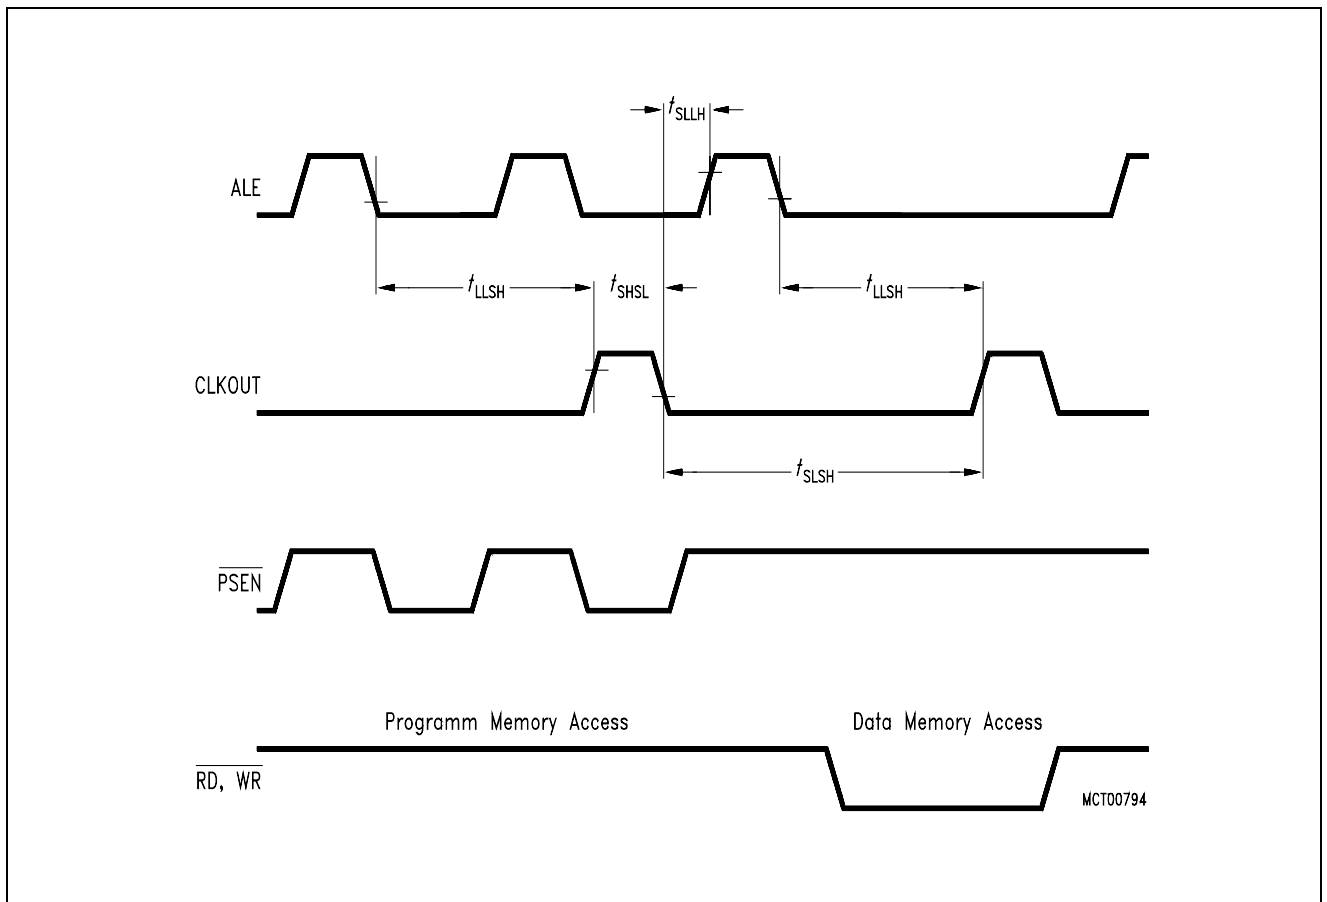 tSLLH
ALE
tLLSH
tSHSL
tLLSH
CLKOUT
tSLSH
PSEN
Programm Memory Access
Data Memory Access
RD, WR
MCT00794